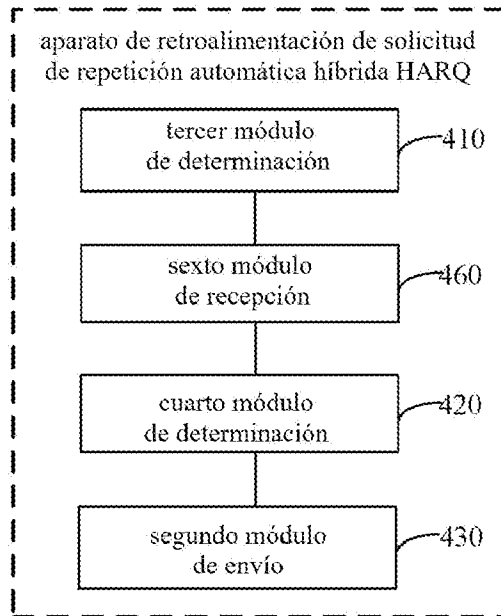 aparato de retroalimentación de solicitud
de repetición automática híbrida HARQ
tercer módulo
de determinación
410
sexto módulo
de recepción
460
cuarto módulo
de determinación
420
segundo módulo
de envío
430